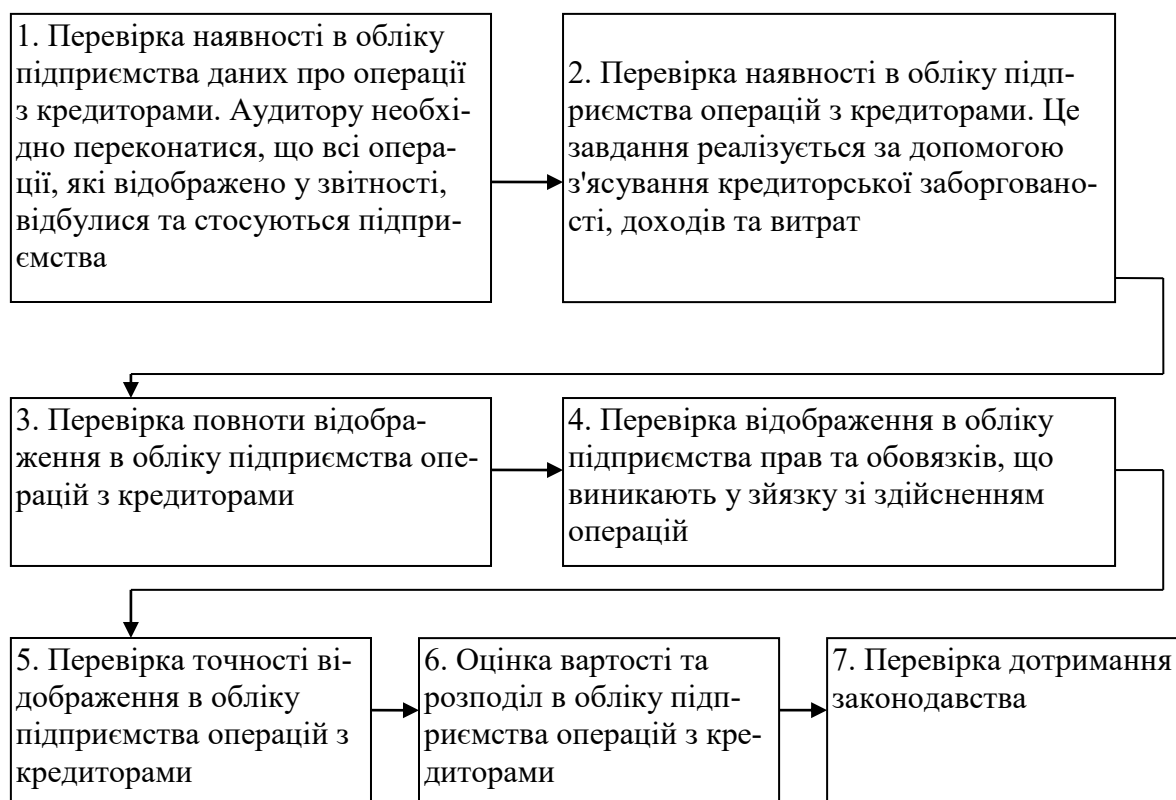 1. Перевірка наявності в обліку
підприємства даних про операції
з кредиторами. Аудитору необхі-
дно переконатися, що всі опера-
ції, які відображено у звітності,
відбулися та стосуються підпри-
ємства
2. Перевірка наявності в обліку підп-
риємства операцій з кредиторами. Це
завдання реалізується за допомогою
з'ясування кредиторської заборговано-
сті, доходів та витрат
3. Перевірка повноти відобра-
ження в обліку підприємства опе-
рацій з кредиторами
4. Перевірка відображення в обліку
підприємства прав та обовязків, що
виникають у зйязку зі здійсненням
операцій
5. Перевірка точності ві-
дображення в обліку
підприємства операцій з
кредиторами
6. Оцінка вартості та
розподіл в обліку підп-
риємства операцій з кре-
диторами
7. Перевірка дотримання
законодавства